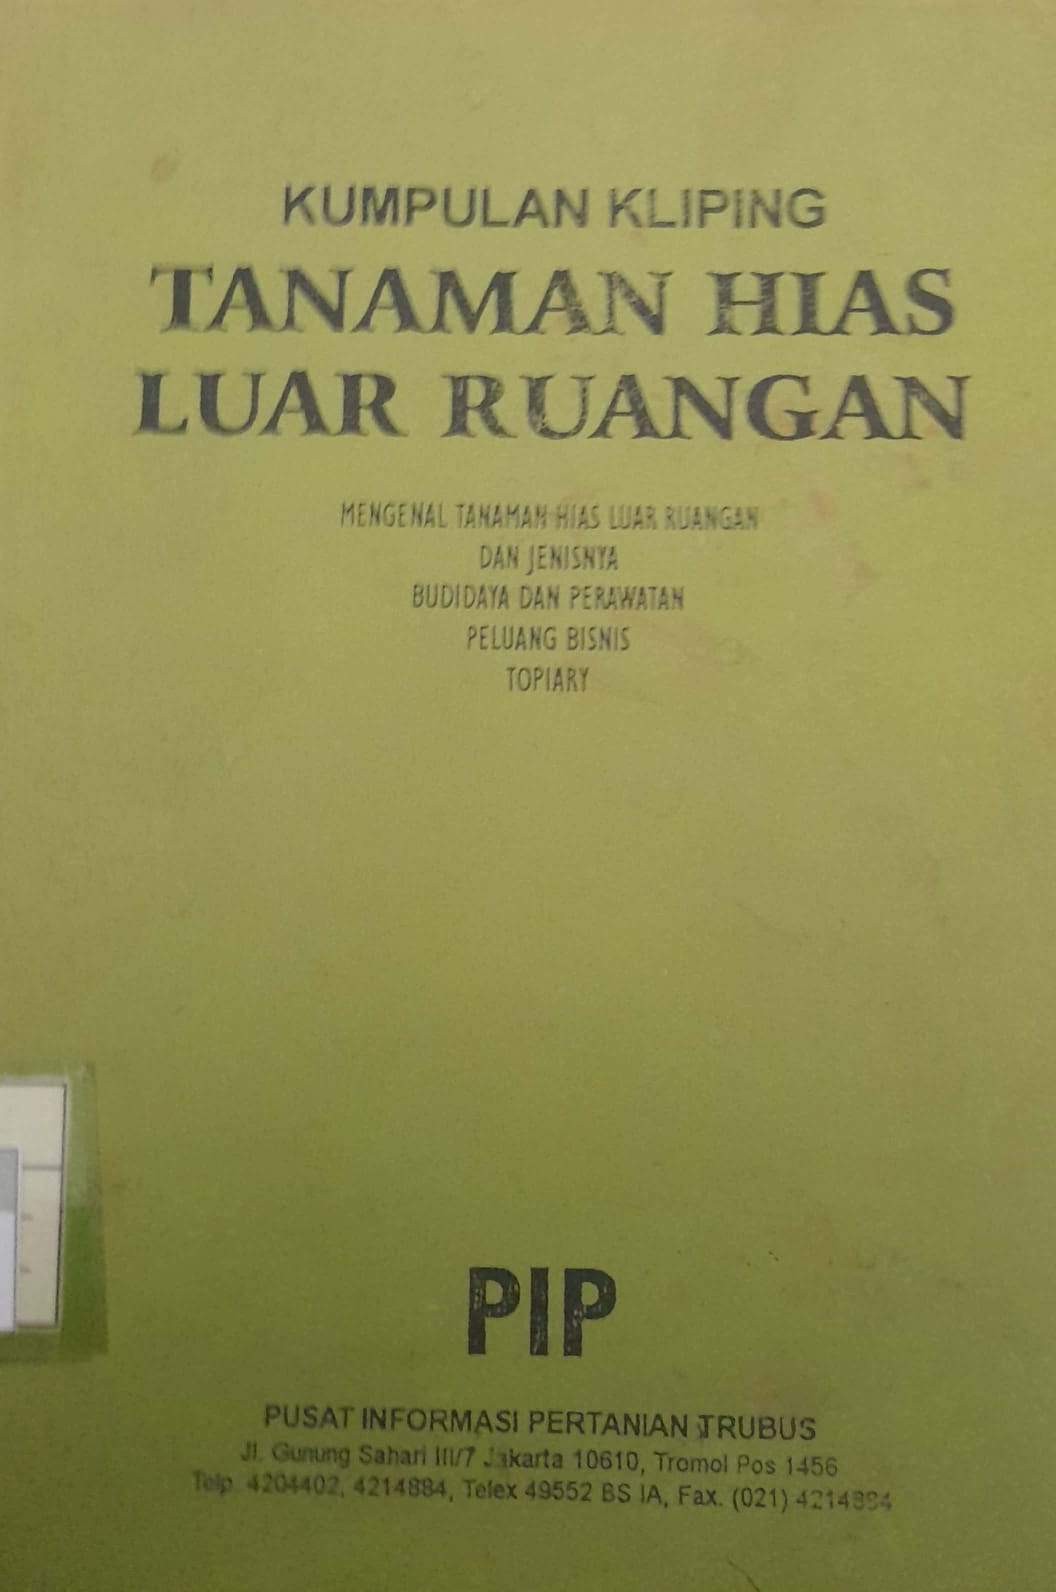 KUMPULAN KLIPING
TANAMAN HIAS
LUAR RUANGAN
MENGENAL TANAMAN HIAS LUAR RUANGAN
DAN JENISNYA
BUDIDAYA DAN PERAWATAN
PELUANG BISNIS
TOPIARY
PIP
PUSAT INFORMASI PERTANIAN TRUBUS
Jl. Gunung Sahari III/7 Jakarta 10610, Tromol Pos 1456
Telp. 4204402, 4214884, Telex 49552 BS IA, Fax. (021) 4214884